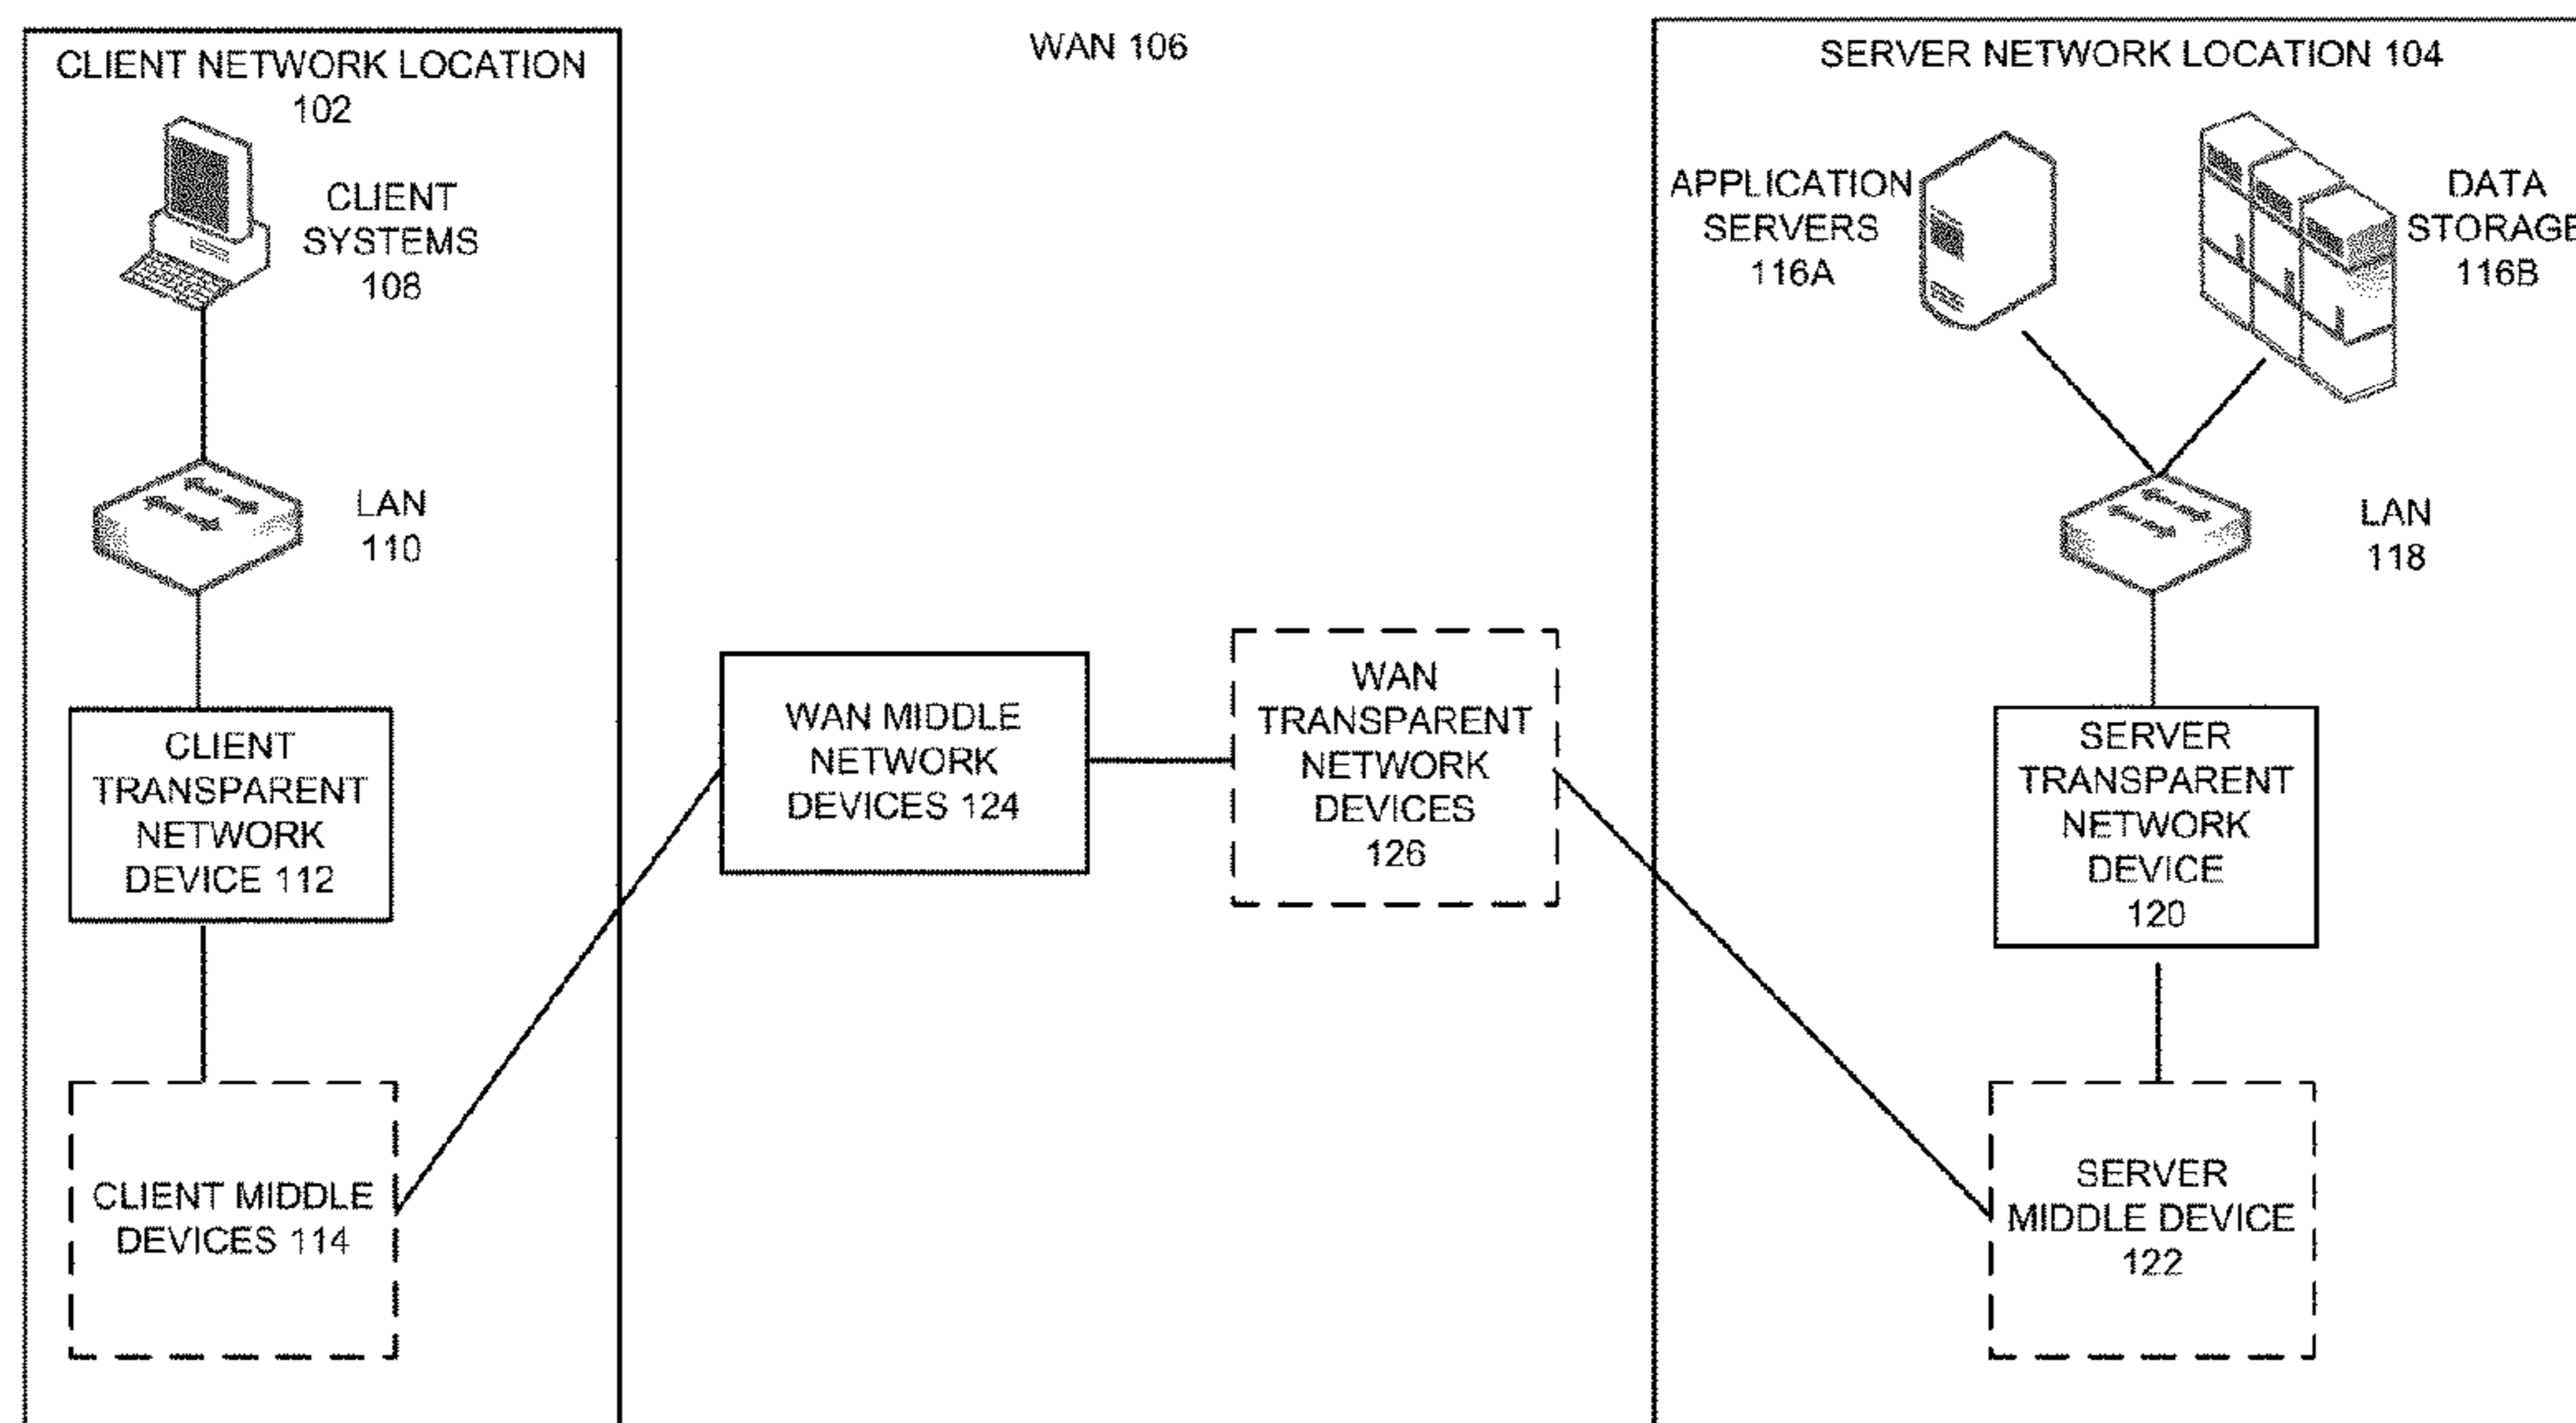 CLIENT NETWORK LOCATION
102
CLIENT
SYSTEMS
108
LAN
110
CLIENT
TRANSPARENT
NETWORK
DEVICE 112
CLIENT MIDDLE
DEVICES 114
WAN 106
WAN MIDDLE
NETWORK
DEVICES 124
WAN
TRANSPARENT
NETWORK
DEVICES
126
SERVER NETWORK LOCATION 104
APPLICATION
SERVERS
116A
DATA
STORAGE
116B
LAN
118
SERVER
TRANSPARENT
NETWORK
DEVICE
120
SERVER
MIDDLE DEVICE
122